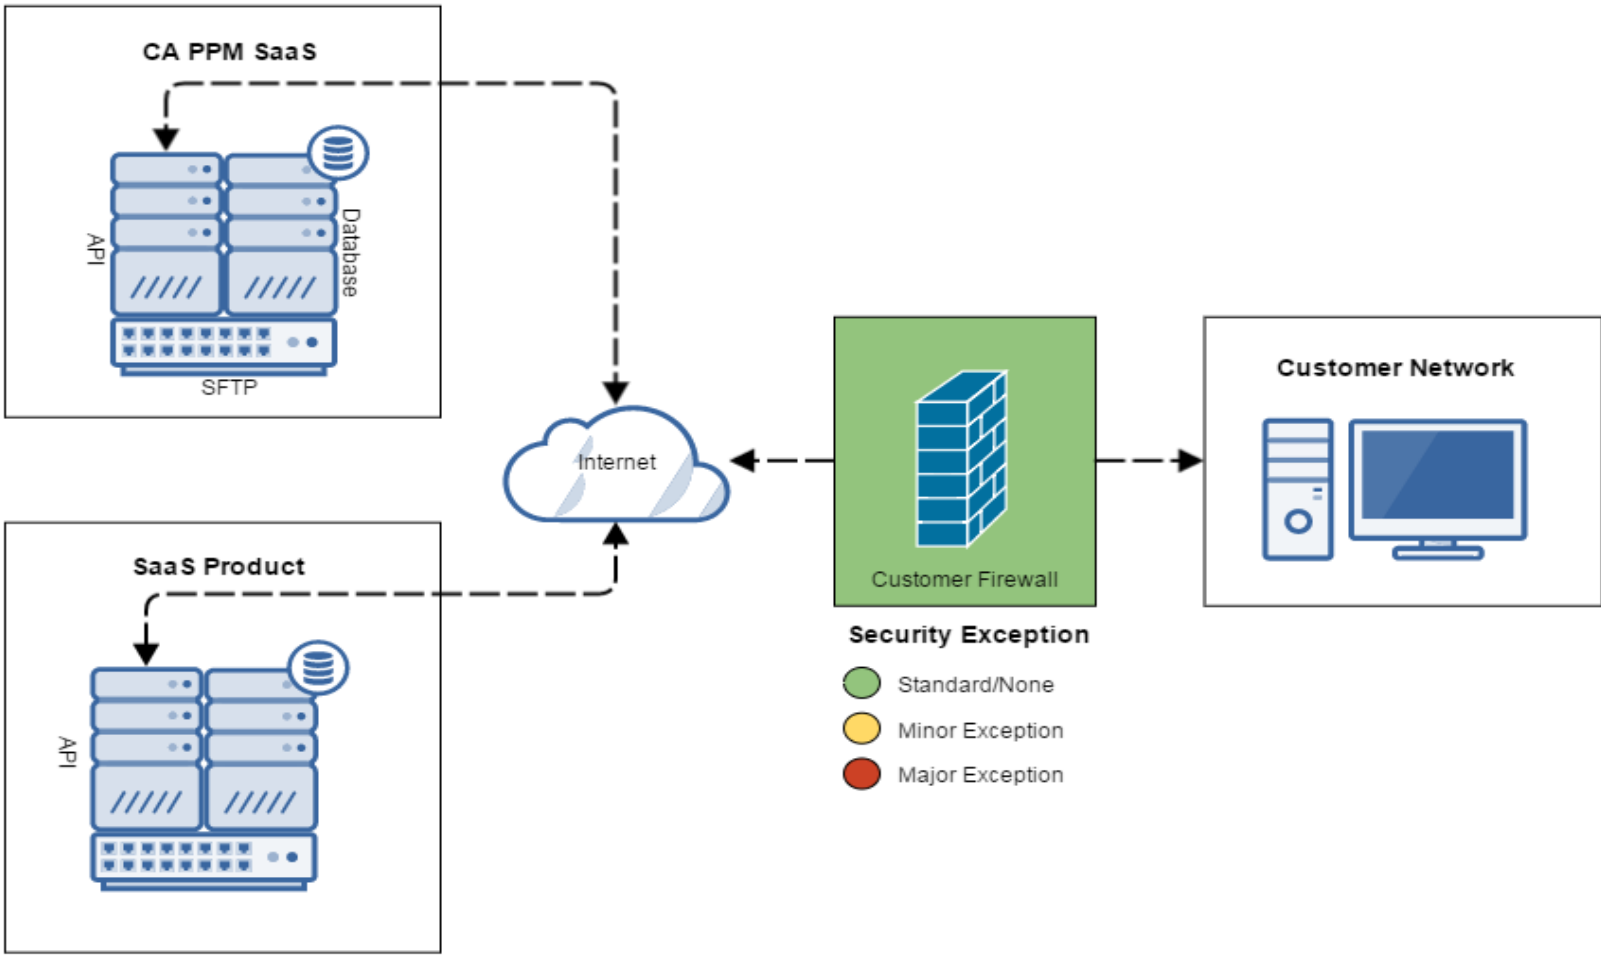 CA PPM SaaS
API
Database
SFTP
Internet
Customer Firewall
Customer Network
SaaS Product
API
Security Exception
Standard/None
Minor Exception
Major Exception